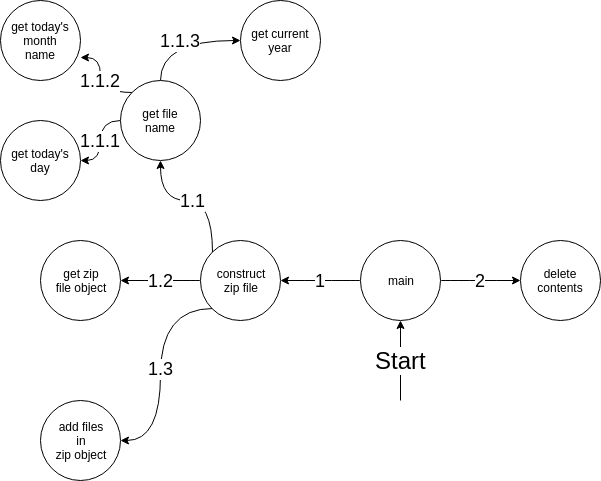 get today's
month
name
1.1.3
get current
year
1.1.2
get file
name
1.1.1
get today's
day
1.1
get zip
file object
1.2
construct
zip file
1
main
2
delete
contents
Start
1.3
add files
in
zip object